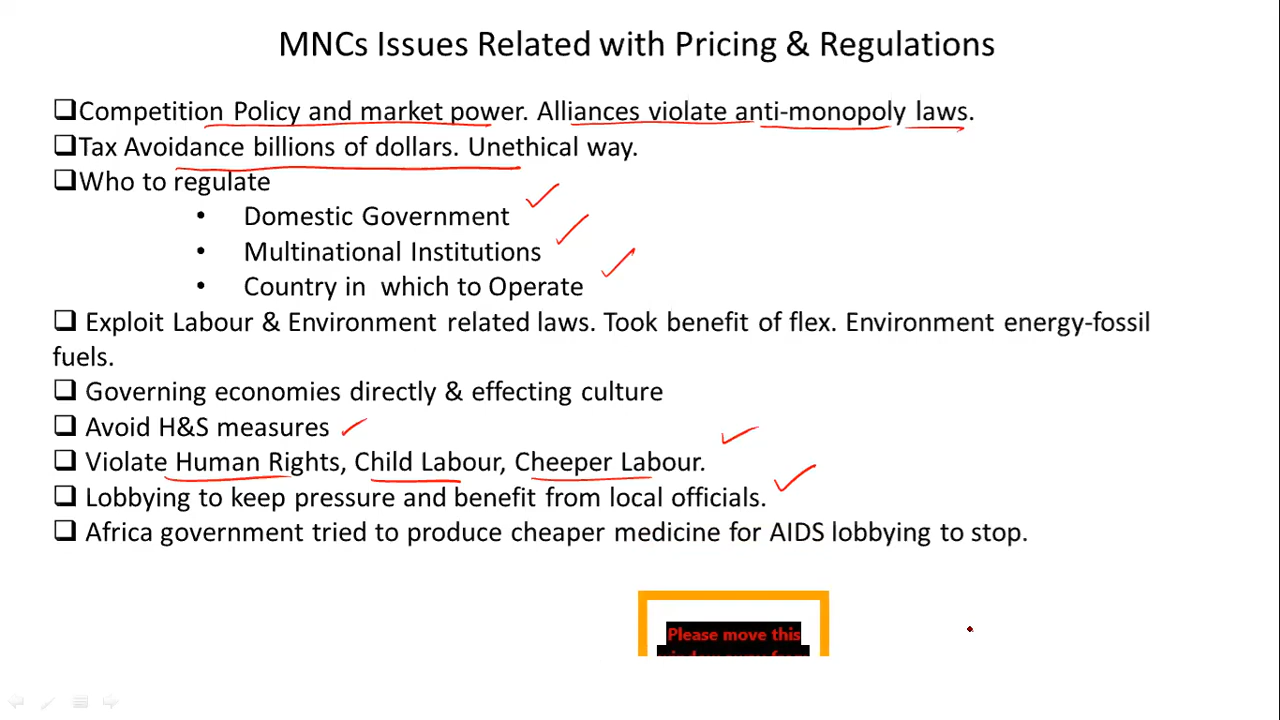 MNCs Issues Related with Pricing & Regulations
❑Competition Policy and market power. Alliances violate anti-monopoly laws.
❑Tax Avoidance billions of dollars. Unethical way.
❑Who to regulate
• Domestic Government
• Multinational Institutions
• Country in which to Operate
❑ Exploit Labour & Environment related laws. Took benefit of flex. Environment energy-fossil
fuels.
❑ Governing economies directly & effecting culture
❑ Avoid H&S measures
❑ Violate Human Rights, Child Labour, Cheeper Labour.
❑ Lobbying to keep pressure and benefit from local officials.
❑ Africa government tried to produce cheaper medicine for AIDS lobbying to stop.
Please move this